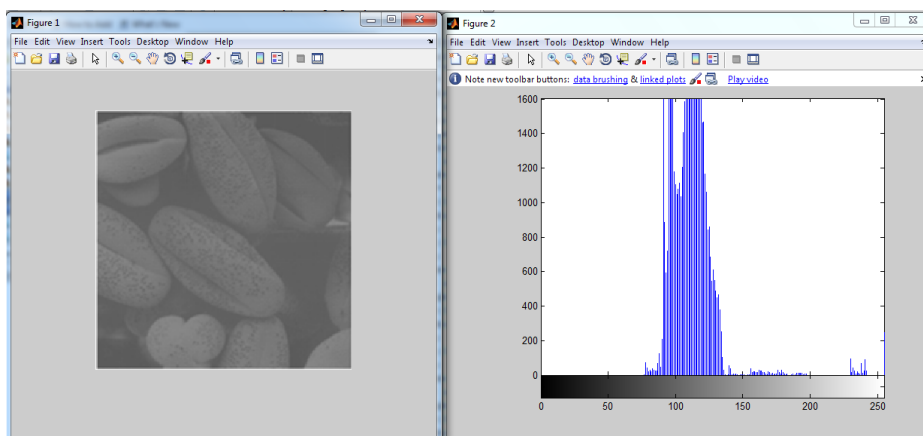 Figure 1
File Edit View Insert Tools Desktop Window Help
Figure 2
File Edit View Insert Tools Desktop Window Help
Note new toolbar buttons: data brushing & linked plots Play video
1600
1400
1200
1000
800
600
400
200
0
0 50 100 150 200 250